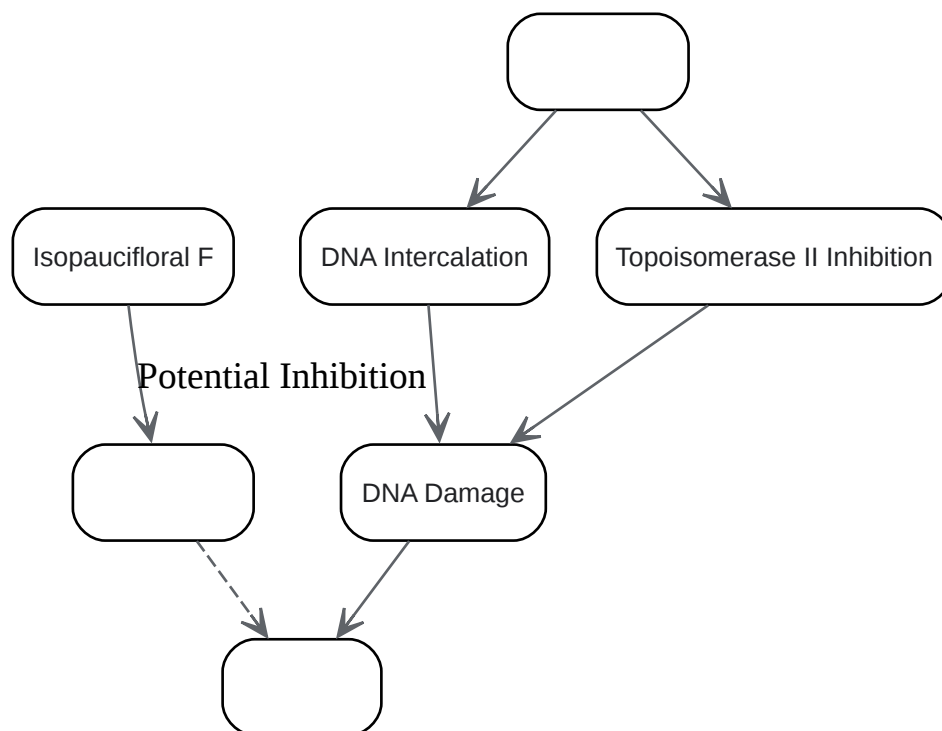 Isopaucifloral F
DNA Intercalation
Topoisomerase II Inhibition
Potential Inhibition
DNA Damage